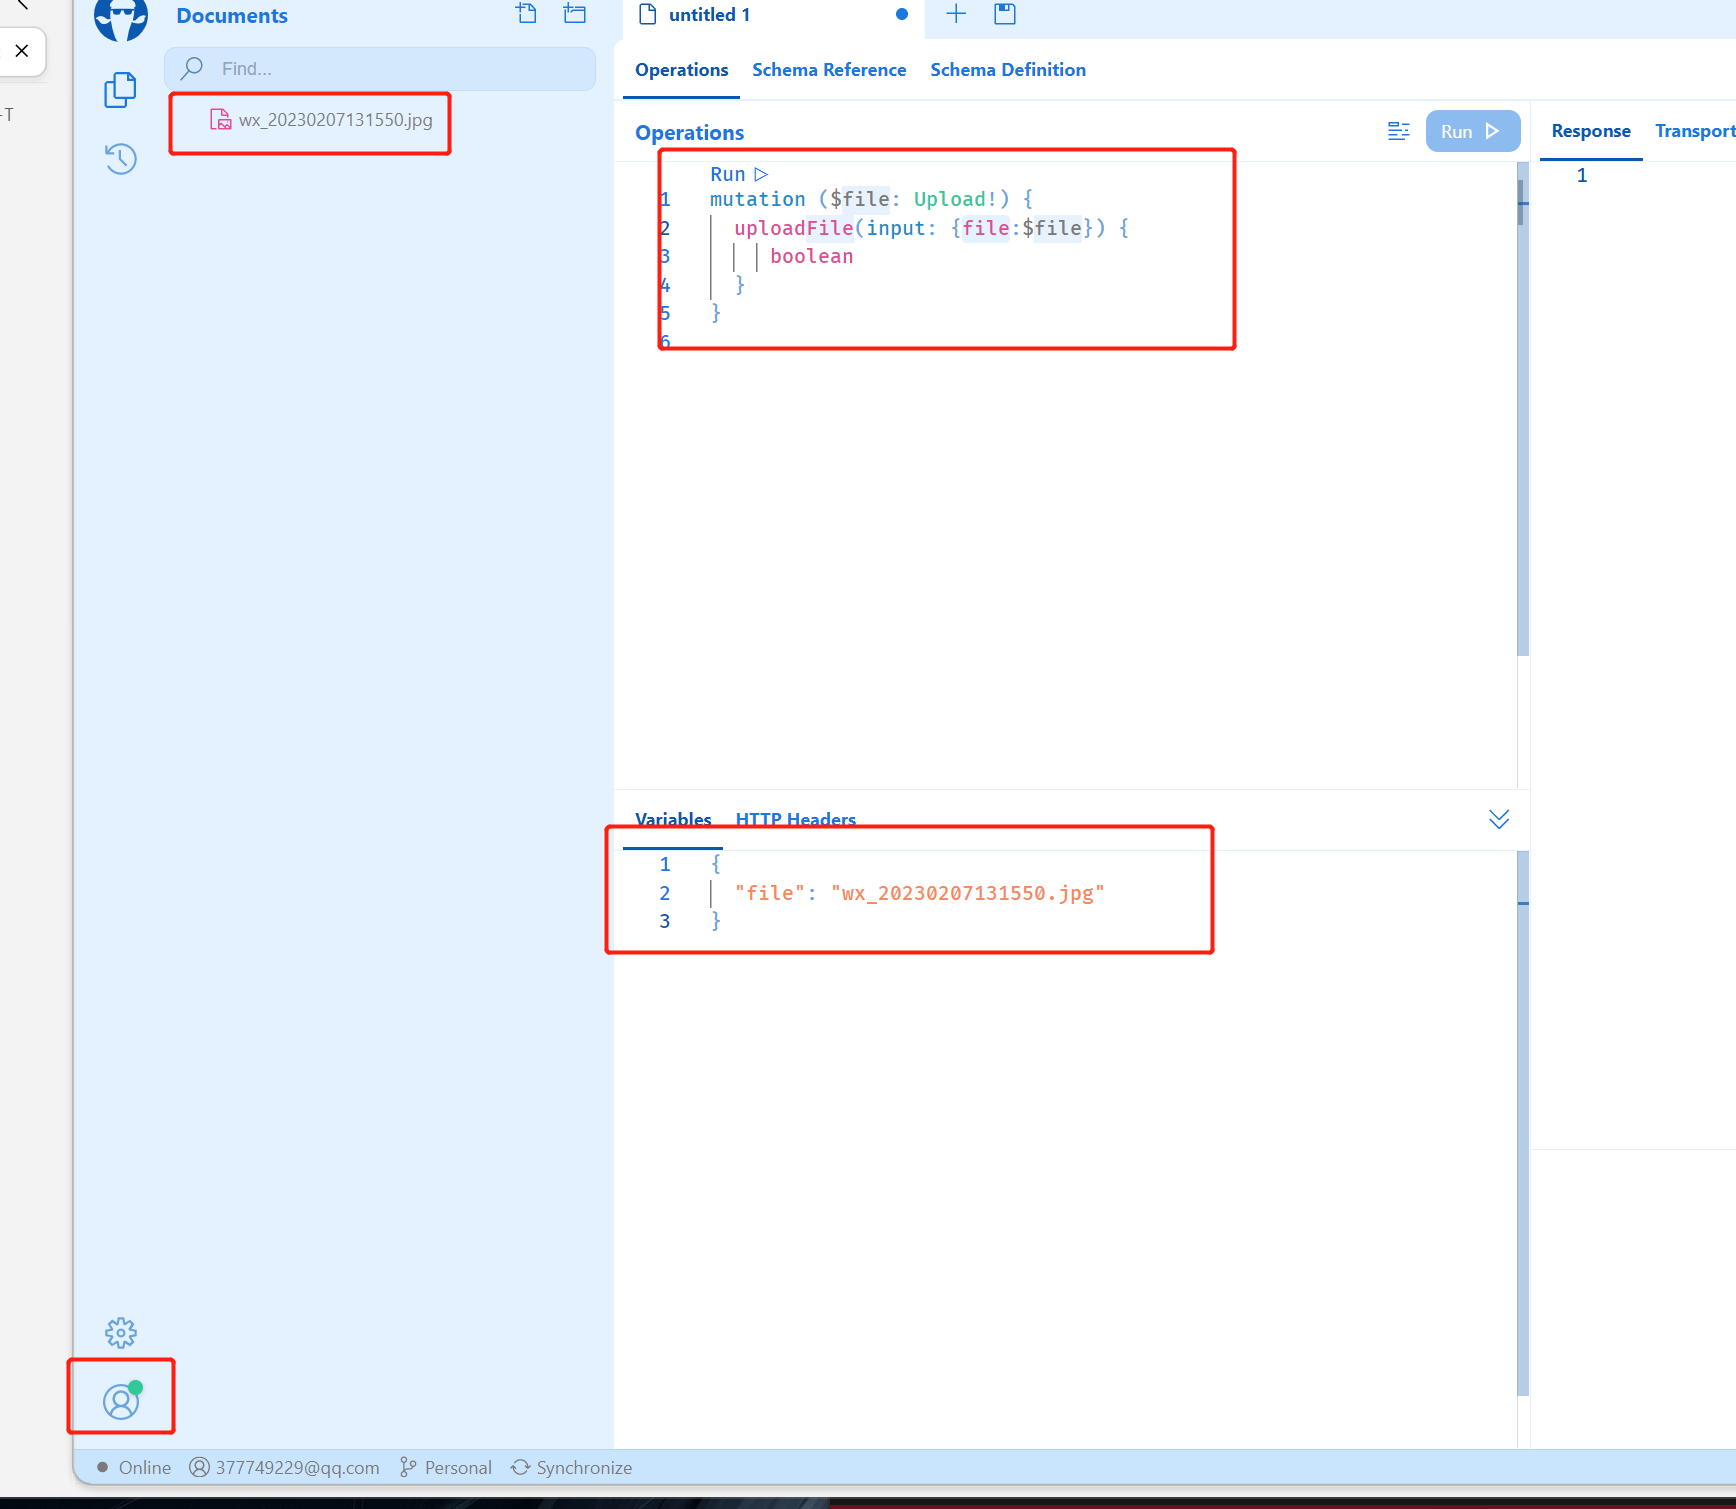 Documents
Find...
-T
wx_20230207131550.jpg
untitled 1
Operations Schema Reference Schema Definition
Operations
Run
Run
1 mutation ($file: Upload!) {
2 uploadFile(input: {file:$file}) {
3 boolean
4 }
5 }
6
Variables HTTP Headers
1 {
2 "file": "wx_20230207131550.jpg"
3 }
Response Transport
1
Online 377749229@qq.com Personal Synchronize